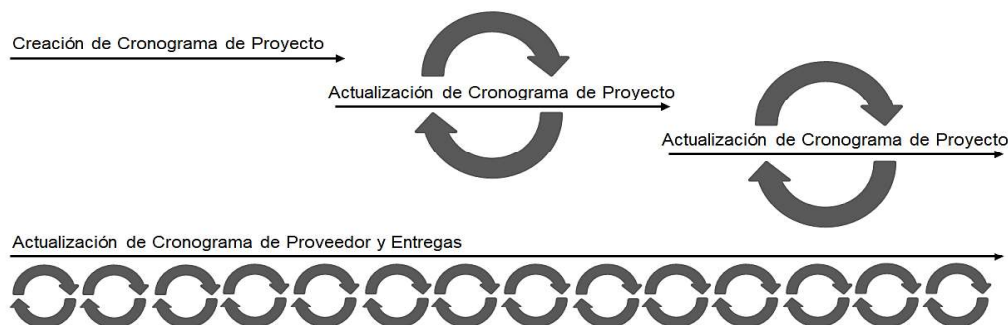 Creación de Cronograma de Proyecto
Actualización de Cronograma de Proyecto
Actualización de Cronograma de Proyecto
Actualización de Cronograma de Proveedor y Entregas